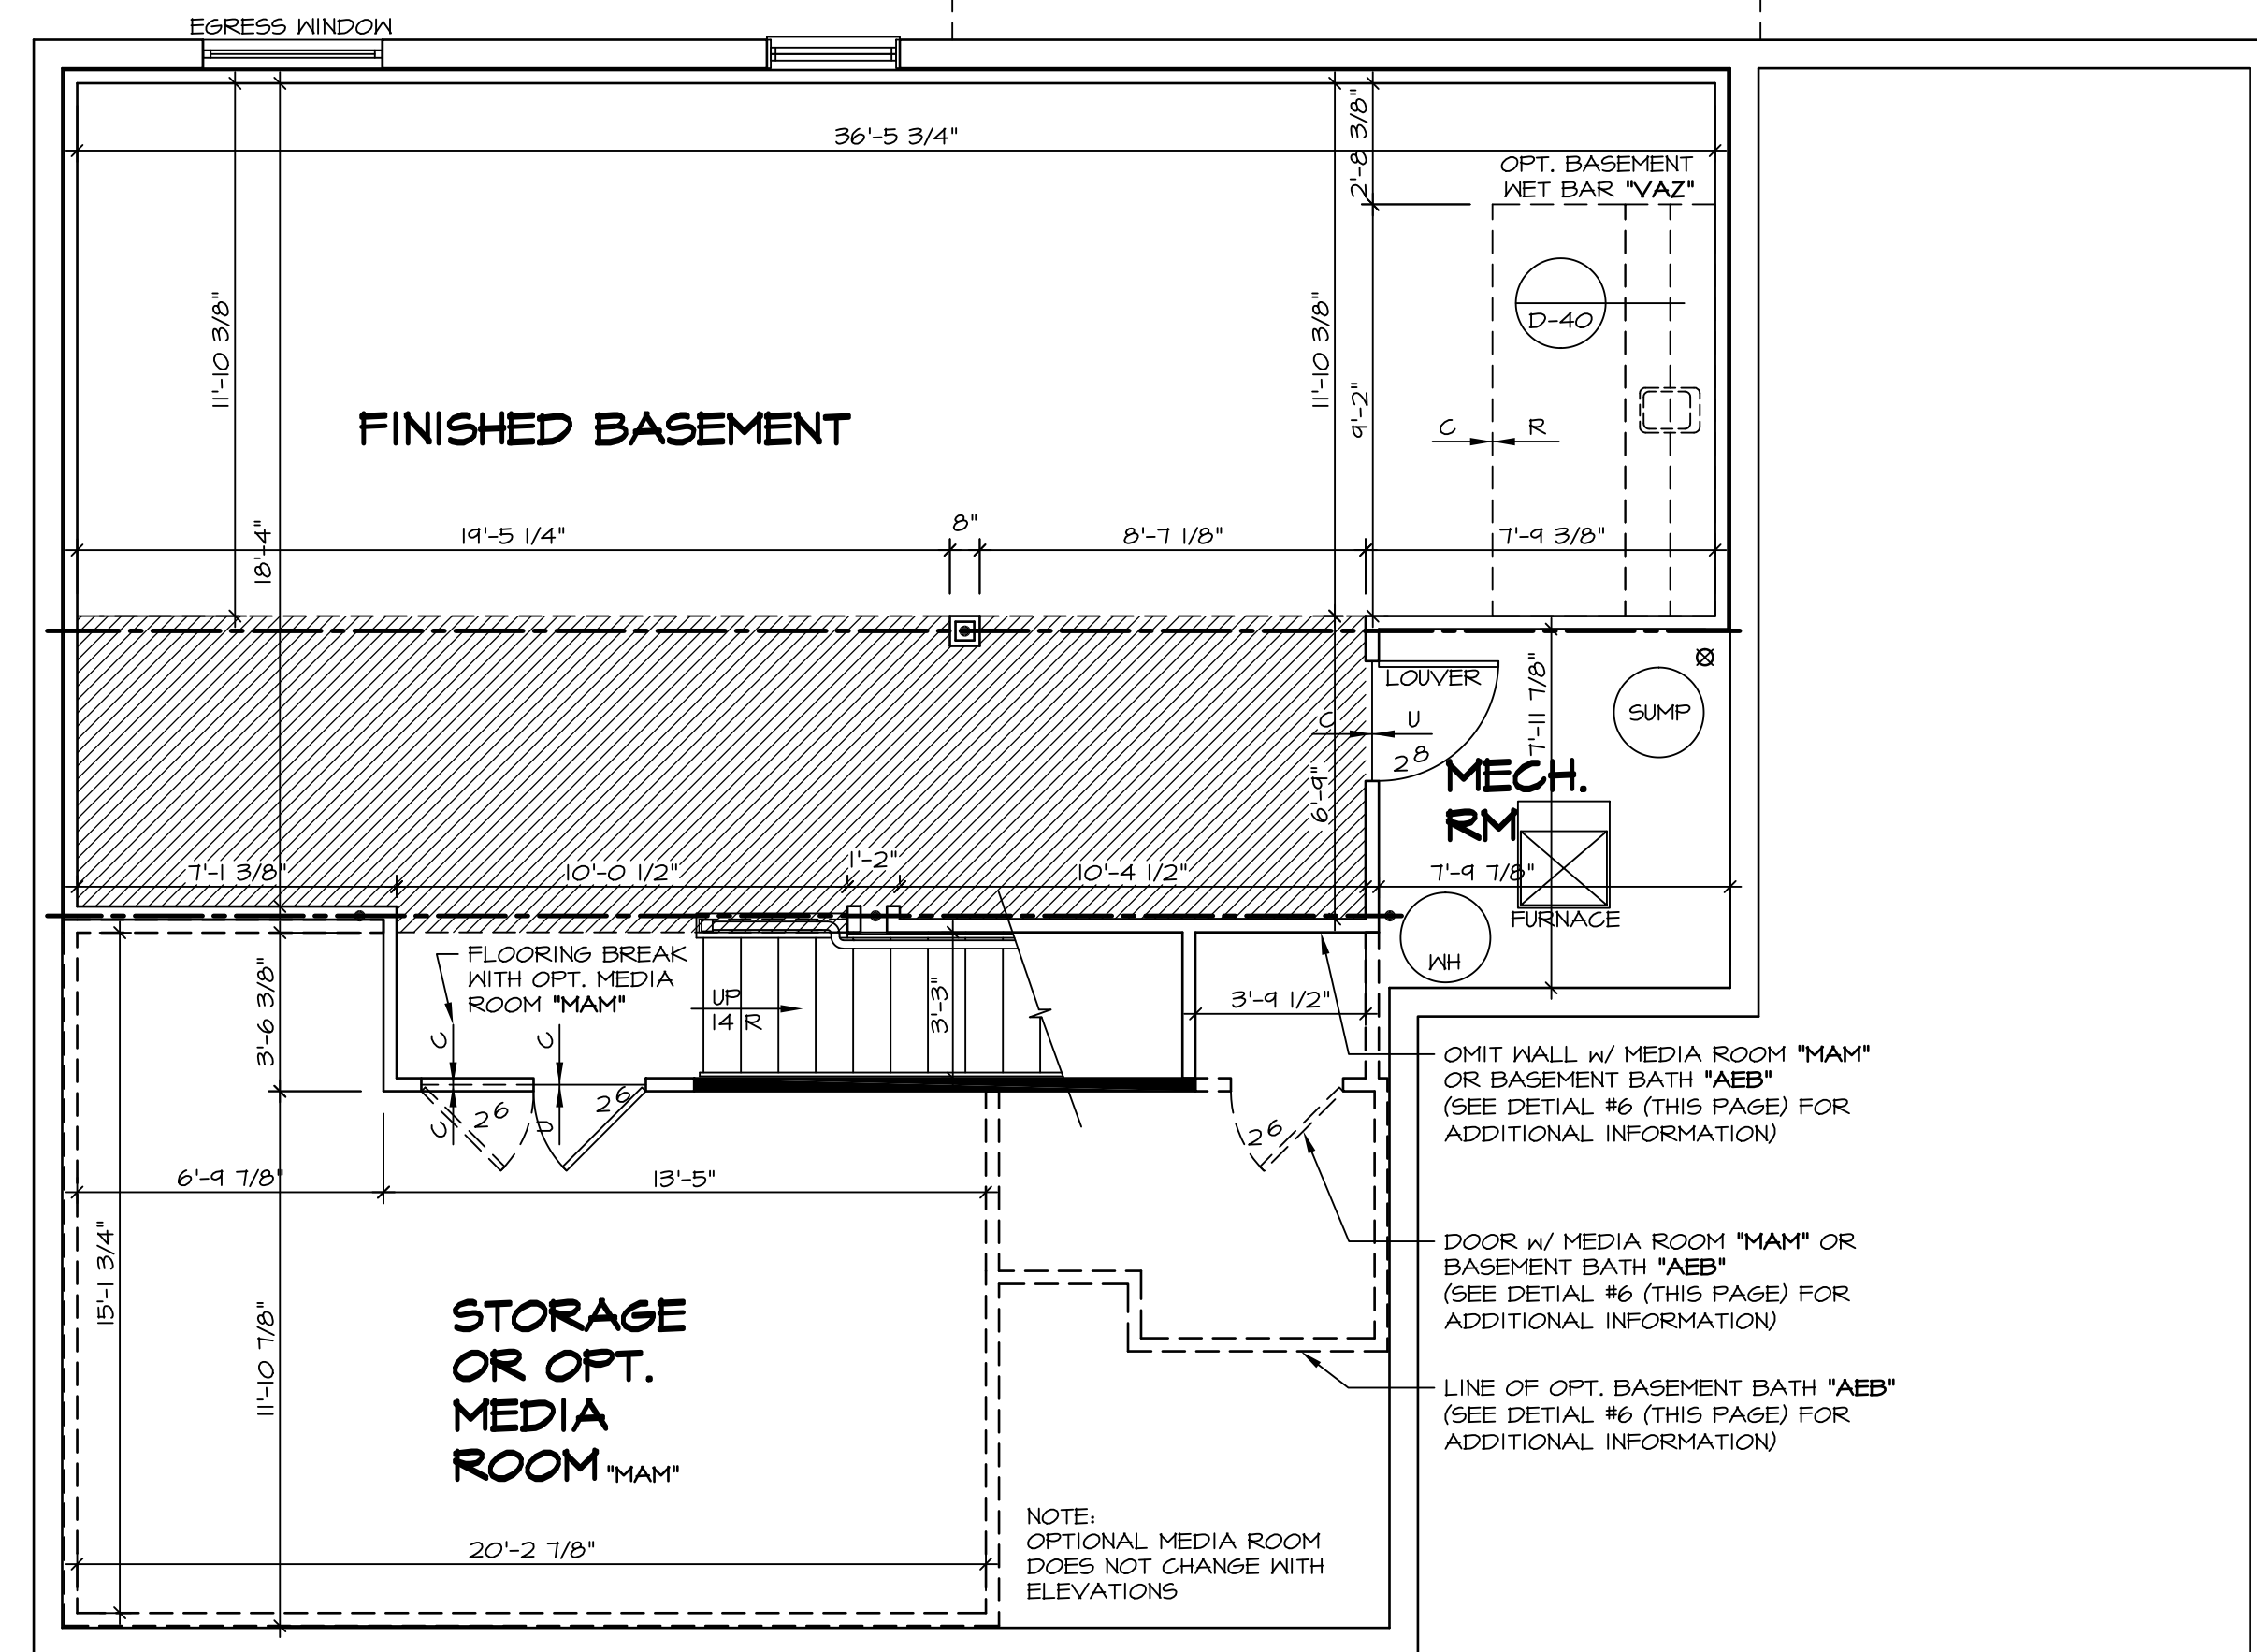 EGRESS WINDOW
36'-5 3/4"
2'-8 3/8"
OPT. BASEMENT
WET BAR "VAZ"
D-40
11'-10 3/8"
11'-10 3/8"
9'-2"
C
R
FINISHED BASEMENT
18'-4"
19'-5 1/4"
8"
8'-7 1/8"
7'-9 3/8"
LOUVER
C
U
2 8
7'-11 7/8"
SUMP
MECH.
RM
6'-9"
7'-1 3/8"
10'-0 1/2"
1'-2"
10'-4 1/2"
7'-9 7/8"
FURNACE
WH
FLOORING BREAK
WITH OPT. MEDIA
ROOM "MAM"
UP
14 R
3'-3"
3'-9 1/2"
3'-6 3/8"
C
C
U
U
2 6
2 6
2 6
OMIT WALL w/ MEDIA ROOM "MAM"
OR BASEMENT BATH "AEB"
(SEE DETIAL #6 (THIS PAGE) FOR
ADDITIONAL INFORMATION)
6'-9 7/8"
13'-5"
DOOR w/ MEDIA ROOM "MAM" OR
BASEMENT BATH "AEB"
(SEE DETIAL #6 (THIS PAGE) FOR
ADDITIONAL INFORMATION)
15'-1 3/4"
11'-10 7/8"
STORAGE
OR OPT.
MEDIA
ROOM "MAM"
LINE OF OPT. BASEMENT BATH "AEB"
(SEE DETIAL #6 (THIS PAGE) FOR
ADDITIONAL INFORMATION)
20'-2 7/8"
NOTE:
OPTIONAL MEDIA ROOM
DOES NOT CHANGE WITH
ELEVATIONS